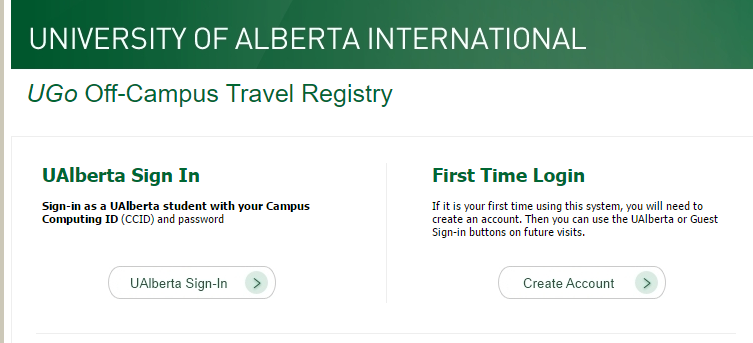 UNIVERSITY OF ALBERTA INTERNATIONAL
UGo Off-Campus Travel Registry
UAlberta Sign In
Sign-in as a UAlberta student with your Campus
Computing ID (CCID) and password
UAlberta Sign-In
First Time Login
If it is your first time using this system, you will need to
create an account. Then you can use the UAlberta or Guest
Sign-in buttons on future visits.
Create Account